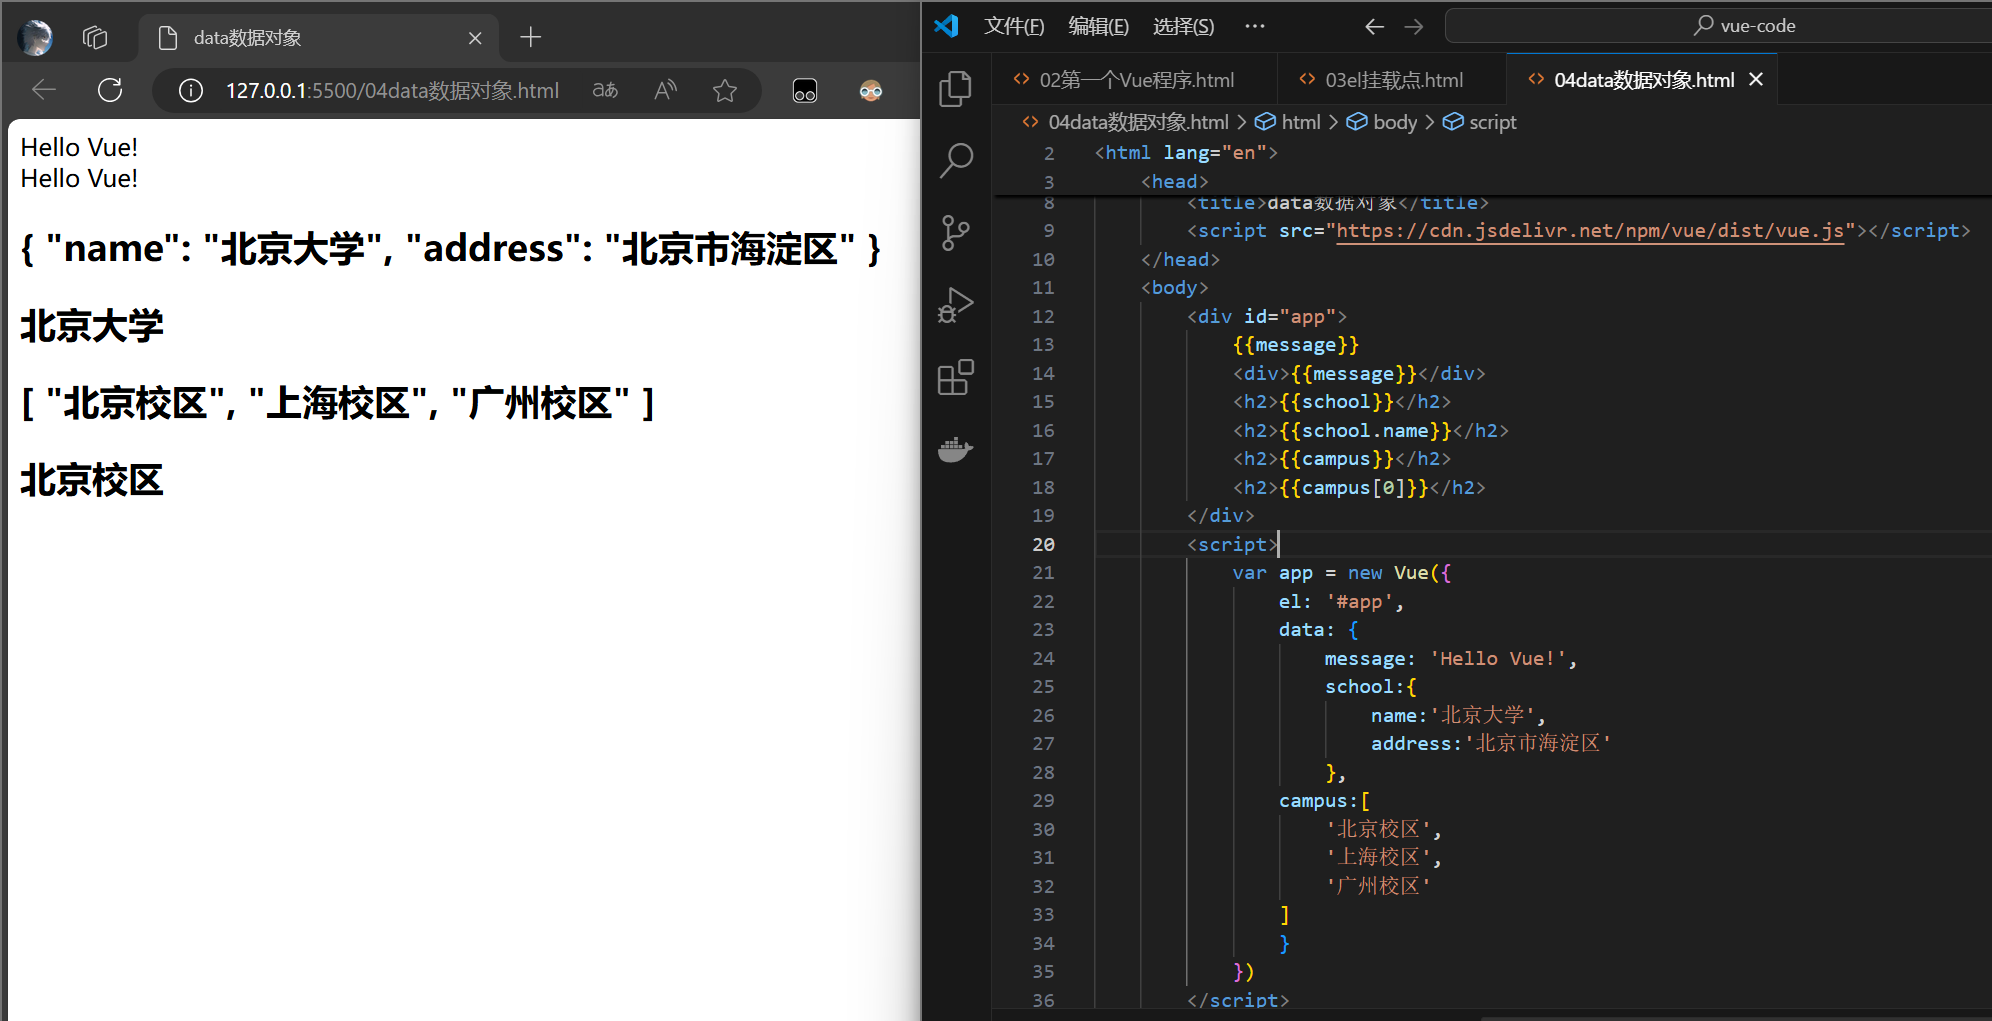 data数据对象
127.0.0.1:5500/04data数据对象.html
Hello Vue!
Hello Vue!
{ "name": "北京大学", "address": "北京市海淀区" }
北京大学
[ "北京校区", "上海校区", "广州校区" ]
北京校区
文件(F) 编辑(E) 选择(S) ···
vue-code
02第一个Vue程序.html 03el挂载点.html 04data数据对象.html
04data数据对象.html > html > body > script
2 <html lang="en">
3 <head>
8 <title>data数据对象</title>
9 <script src="https://cdn.jsdelivr.net/npm/vue/dist/vue.js"></script>
10 </head>
11 <body>
12 <div id="app">
13 {{message}}
14 <div>{{message}}</div>
15 <h2>{{school}}</h2>
16 <h2>{{school.name}}</h2>
17 <h2>{{campus}}</h2>
18 <h2>{{campus[0]}}</h2>
19 </div>
20 <script>
21 var app = new Vue({
22 el: '#app',
23 data: {
24 message: 'Hello Vue!',
25 school:{
26 name:'北京大学',
27 address:'北京市海淀区'
28 },
29 campus:[
30 '北京校区',
31 '上海校区',
32 '广州校区'
33 ]
34 }
35 })
36 </script>